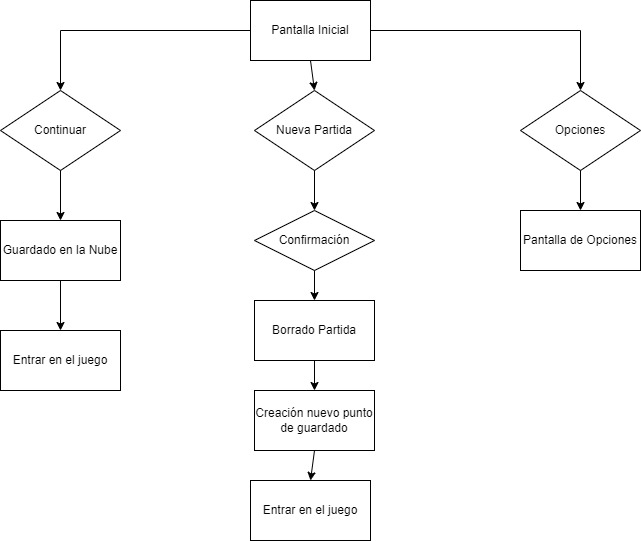 Pantalla Inicial
Continuar
Nueva Partida
Opciones
Guardado en la Nube
Confirmación
Pantalla de Opciones
Entrar en el juego
Borrado Partida
Creación nuevo punto
de guardado
Entrar en el juego